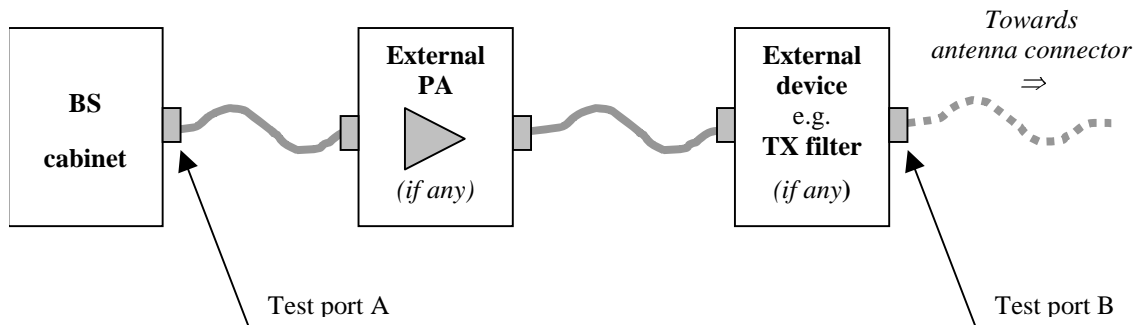 BS
cabinet
External
PA
(if any)
External
device
e.g.
TX filter
(if any)
Towards
antenna connector
⇒
Test port A
Test port B